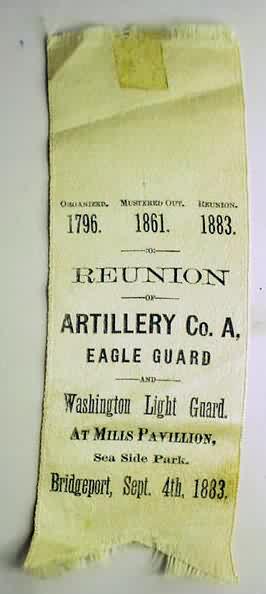 ORGANIZED. MUSTERED OUT. REUNION.
1796. 1861. 1883.
:o:
REUNION
OF
ARTILLERY Co. A,
EAGLE GUARD
AND
Washington Light Guard.
AT MILLS PAVILLION,
Sea Side Park.
Bridgeport, Sept. 4th, 1883.